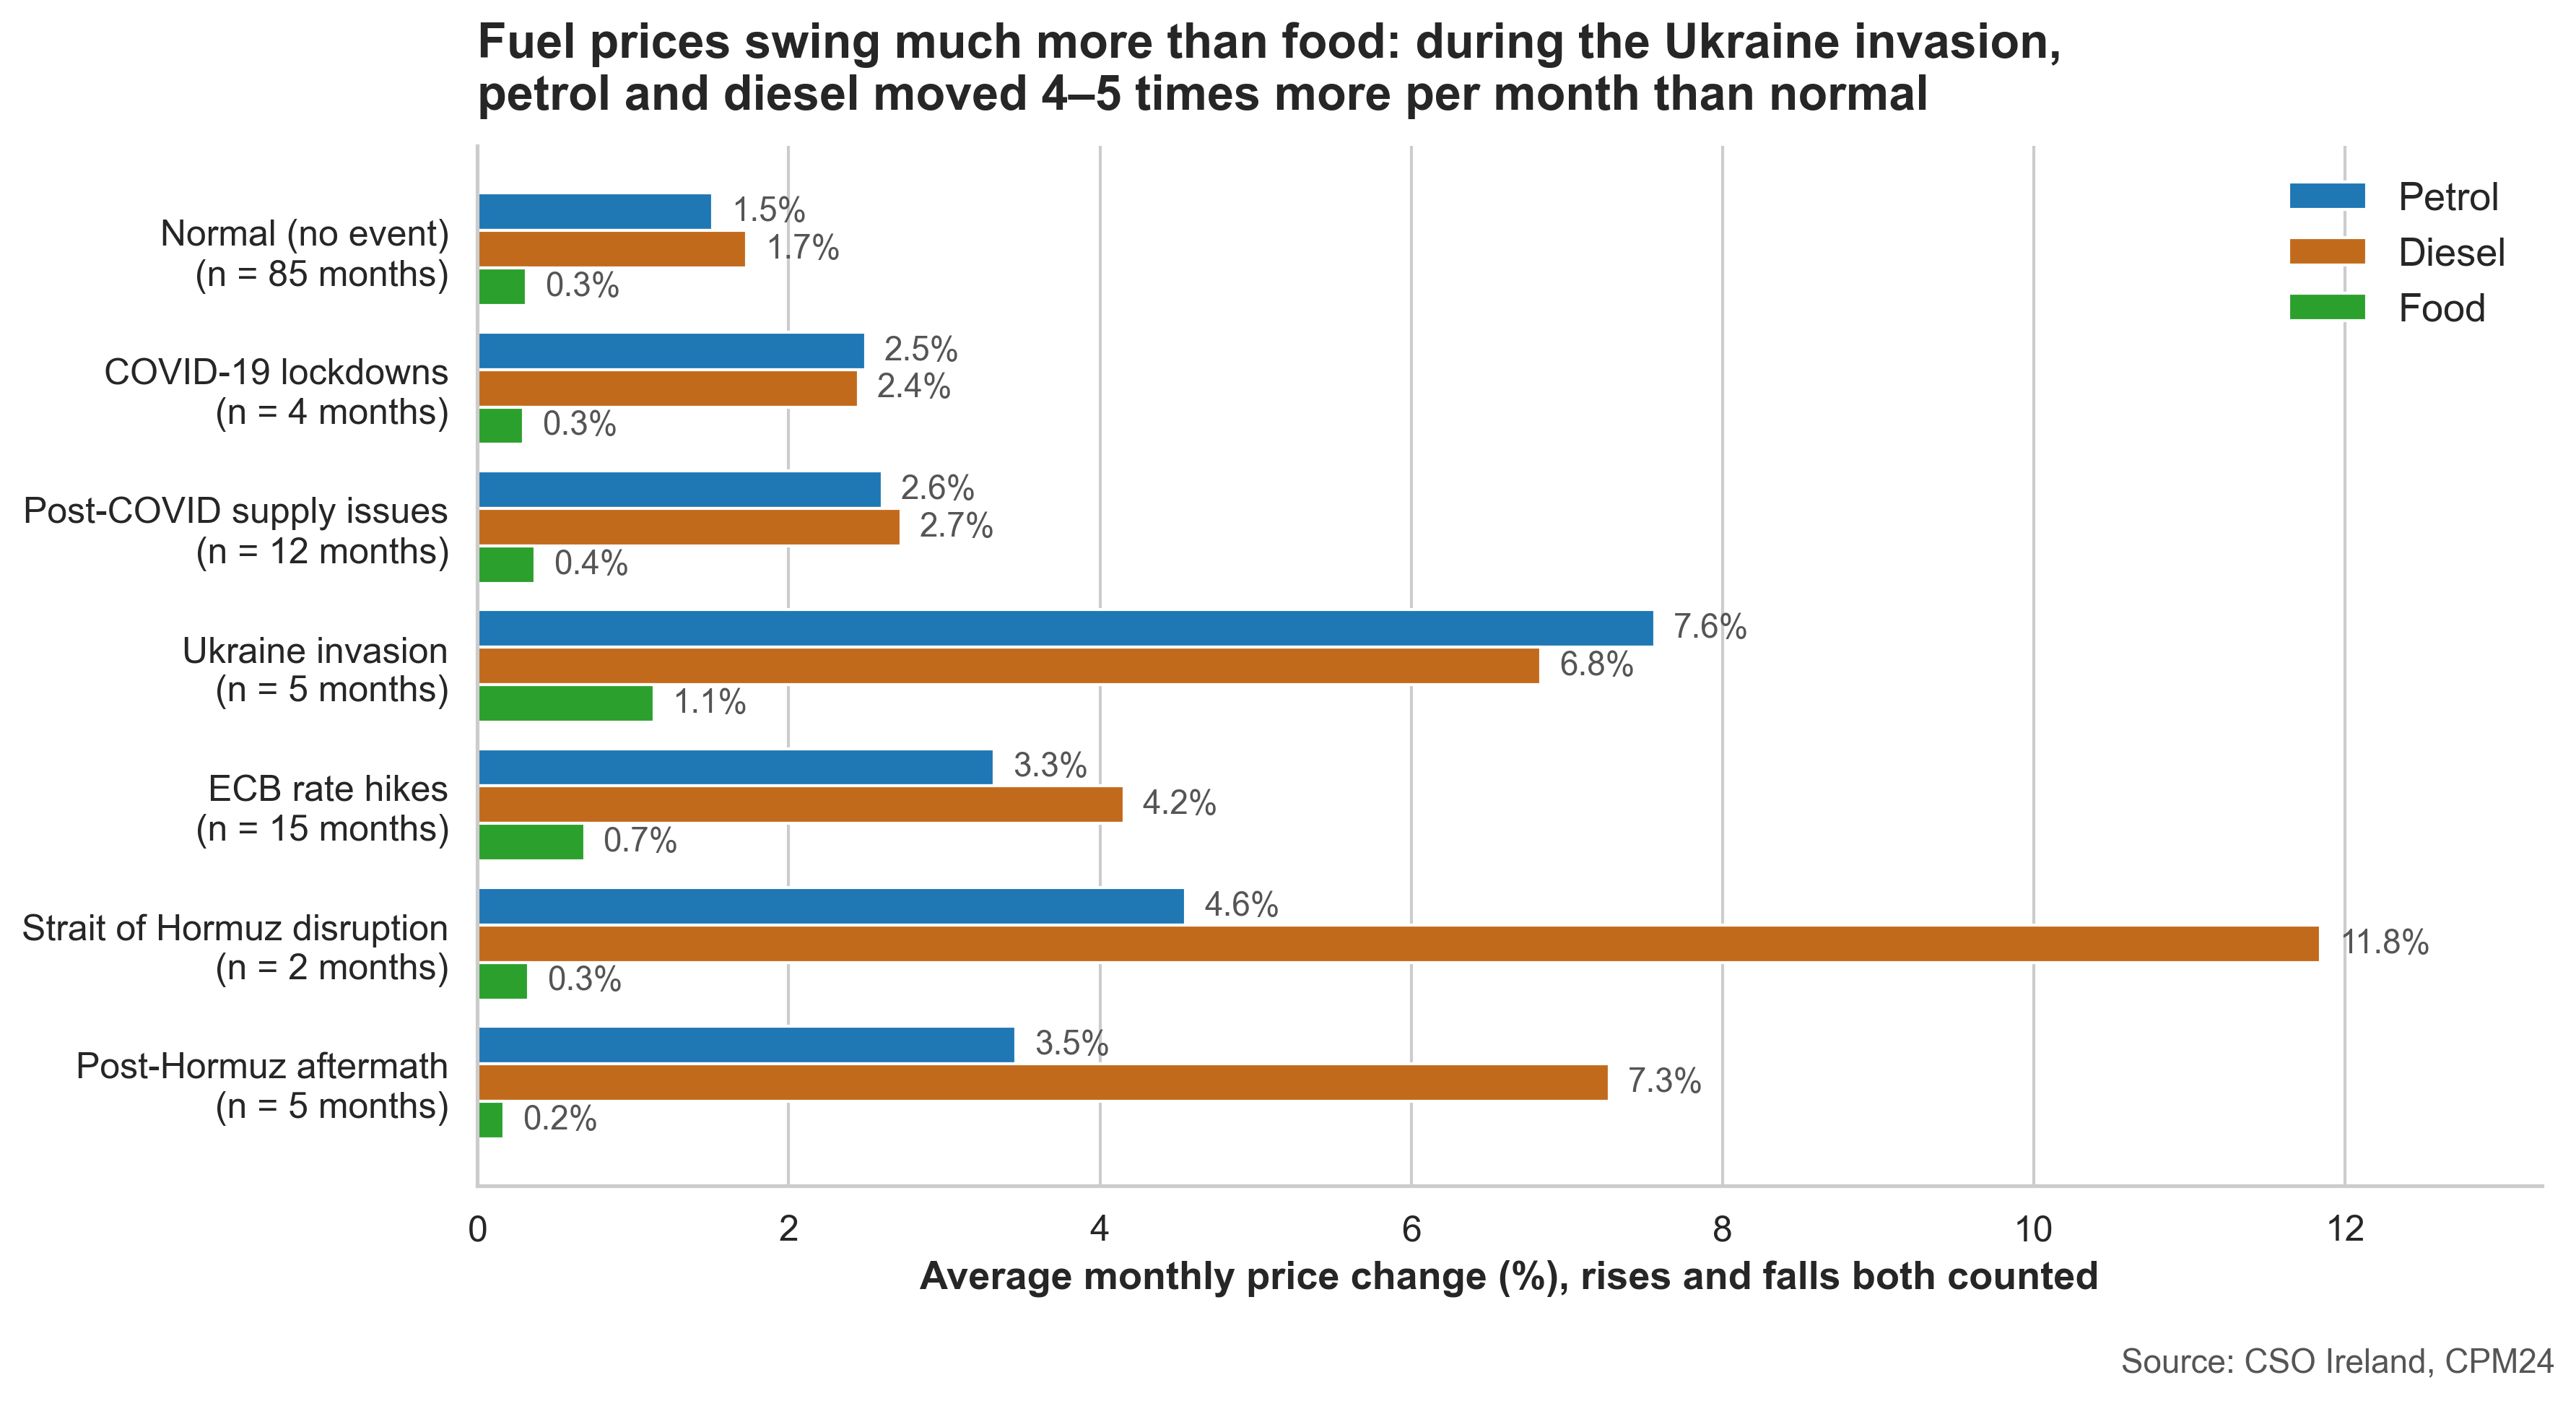 Fuel prices swing much more than food: during the Ukraine invasion,
petrol and diesel moved 4–5 times more per month than normal
Petrol
Diesel
Food
Normal (no event)
(n = 85 months)
1.5%
1.7%
0.3%
COVID-19 lockdowns
(n = 4 months)
2.5%
2.4%
0.3%
Post-COVID supply issues
(n = 12 months)
2.6%
2.7%
0.4%
Ukraine invasion
(n = 5 months)
7.6%
6.8%
1.1%
ECB rate hikes
(n = 15 months)
3.3%
4.2%
0.7%
Strait of Hormuz disruption
(n = 2 months)
4.6%
11.8%
0.3%
Post-Hormuz aftermath
(n = 5 months)
3.5%
7.3%
0.2%
0 2 4 6 8 10 12
Average monthly price change (%), rises and falls both counted
Source: CSO Ireland, CPM24